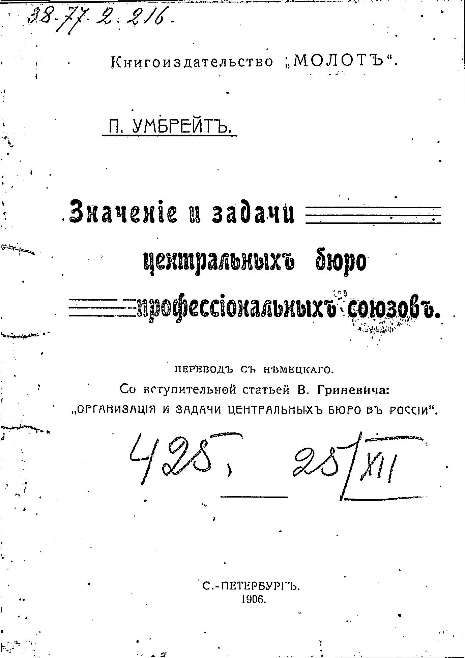 38.77.2.216.
Книгоиздательство „МОЛОТЪ“.
П. УМБРЕЙТЪ.
Значеніе и задачи
центральныхъ бюро
профессіональныхъ союзовъ.
ПЕРЕВОДЪ СЪ НѢМЕЦКАГО.
Со вступительной статьей В. Гриневича:
„ОРГАНИЗАЦІЯ И ЗАДАЧИ ЦЕНТРАЛЬНЫХЪ БЮРО ВЪ РОССІИ“.
425, 25/XII
С.-ПЕТЕРБУРГЪ.
1906.